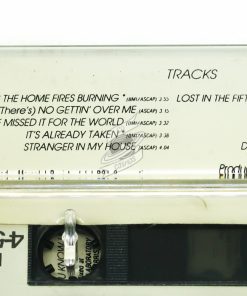 TRACKS
THE HOME FIRES BURNING * (BMI/ASCAP) 3:55
(There's) NO GETTIN' OVER ME (ASCAP) 3:15
MISSED IT FOR THE WORLD (BMI/ASCAP) 3:32
IT'S ALREADY TAKEN * (BMI/ASCAP) 3:38
STRANGER IN MY HOUSE (ASCAP) 4:04
LOST IN THE FIFT
D
45